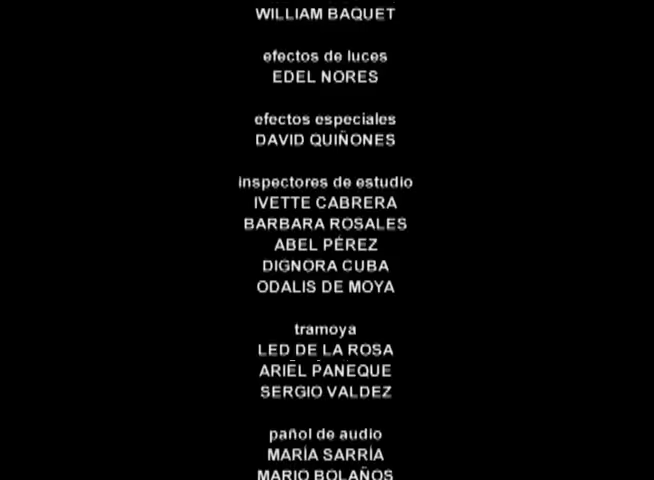 WILLIAM BAQUET
efectos de luces
EDEL NORES
efectos especiales
DAVID QUIÑONES
inspectores de estudio
IVETTE CABRERA
BARBARA ROSALES
ABEL PÉREZ
DIGNORA CUBA
ODALIS DE MOYA
tramoya
LED DE LA ROSA
ARIEL PANEQUE
SERGIO VALDEZ
pañol de audio
MARÍA SARRÍA
MARIO BOLAÑOS